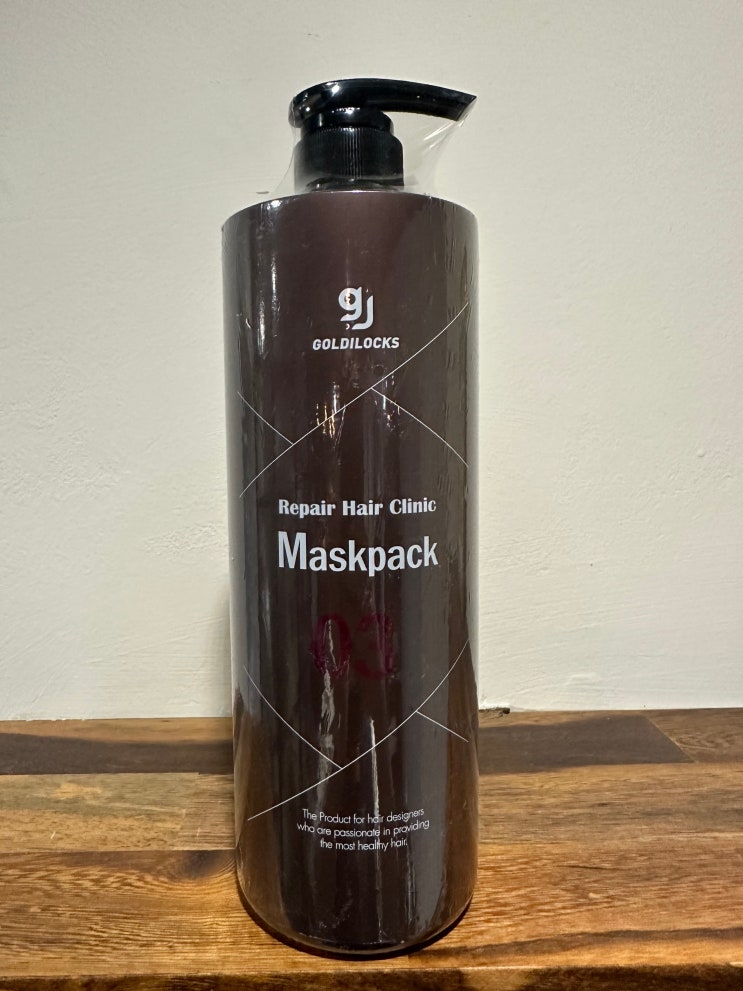 gJ
GOLDILOCKS
Repair Hair Clinic
Maskpack
03
The Product for hair designers
who are passionate in providing
the most healthy hair.